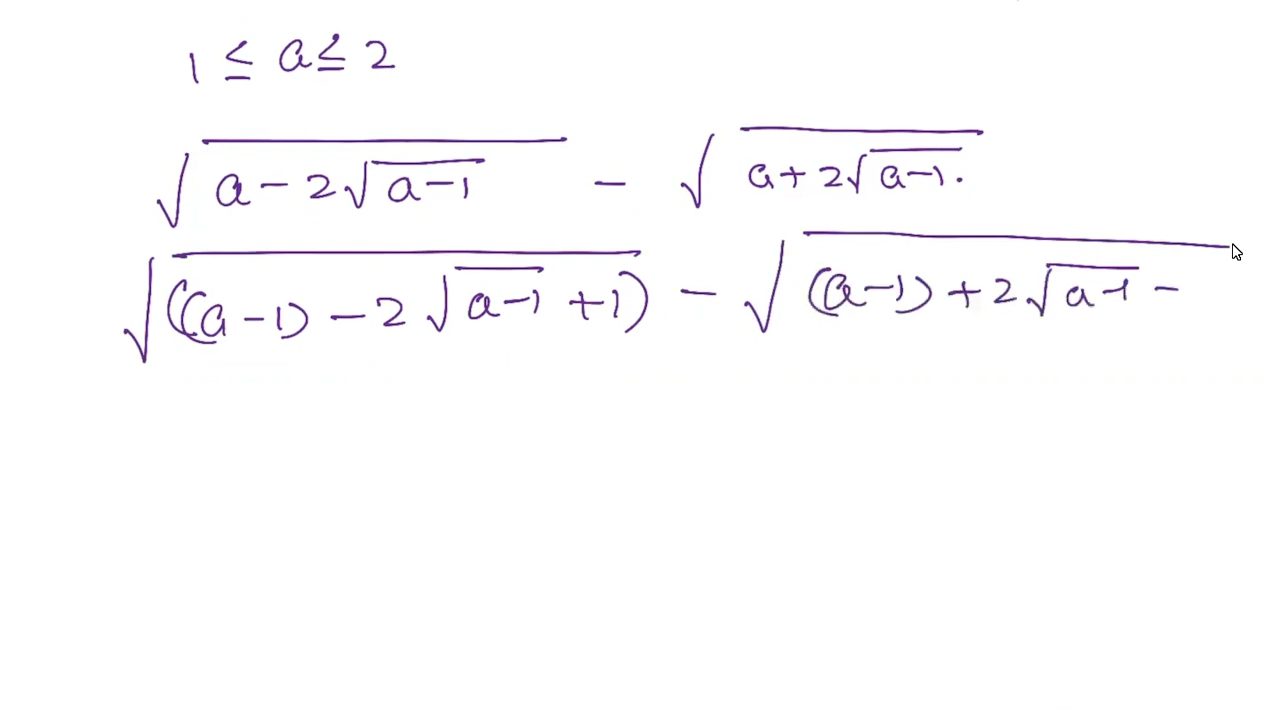 1 ≤ a ≤ 2
√(a - 2√(a-1)) - √(a + 2√(a-1)).
√(((a-1) - 2√(a-1) + 1)) - √((a-1) + 2√(a-1) -